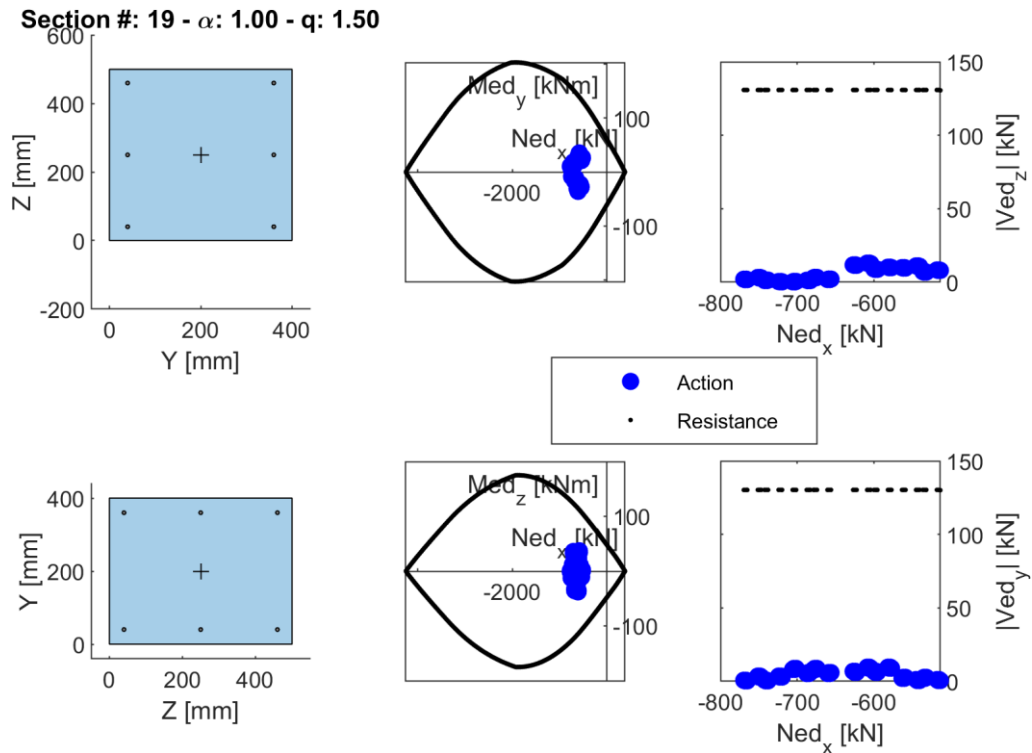 Section #: 19 - α: 1.00 - q: 1.50
600
400
200
0
-200
Z [mm]
0
200
400
Y [mm]
Med_y [kNm]
100
Ned_x [kN]
-2000
-100
150
100
50
0
|Ved_z| [kN]
-800
-700
-600
Ned_x [kN]
Action
Resistance
400
200
0
Y [mm]
0
200
400
Z [mm]
Med_z [kNm]
100
Ned_x [kN]
-2000
-100
150
100
50
0
|Ved_y| [kN]
-800
-700
-600
Ned_x [kN]